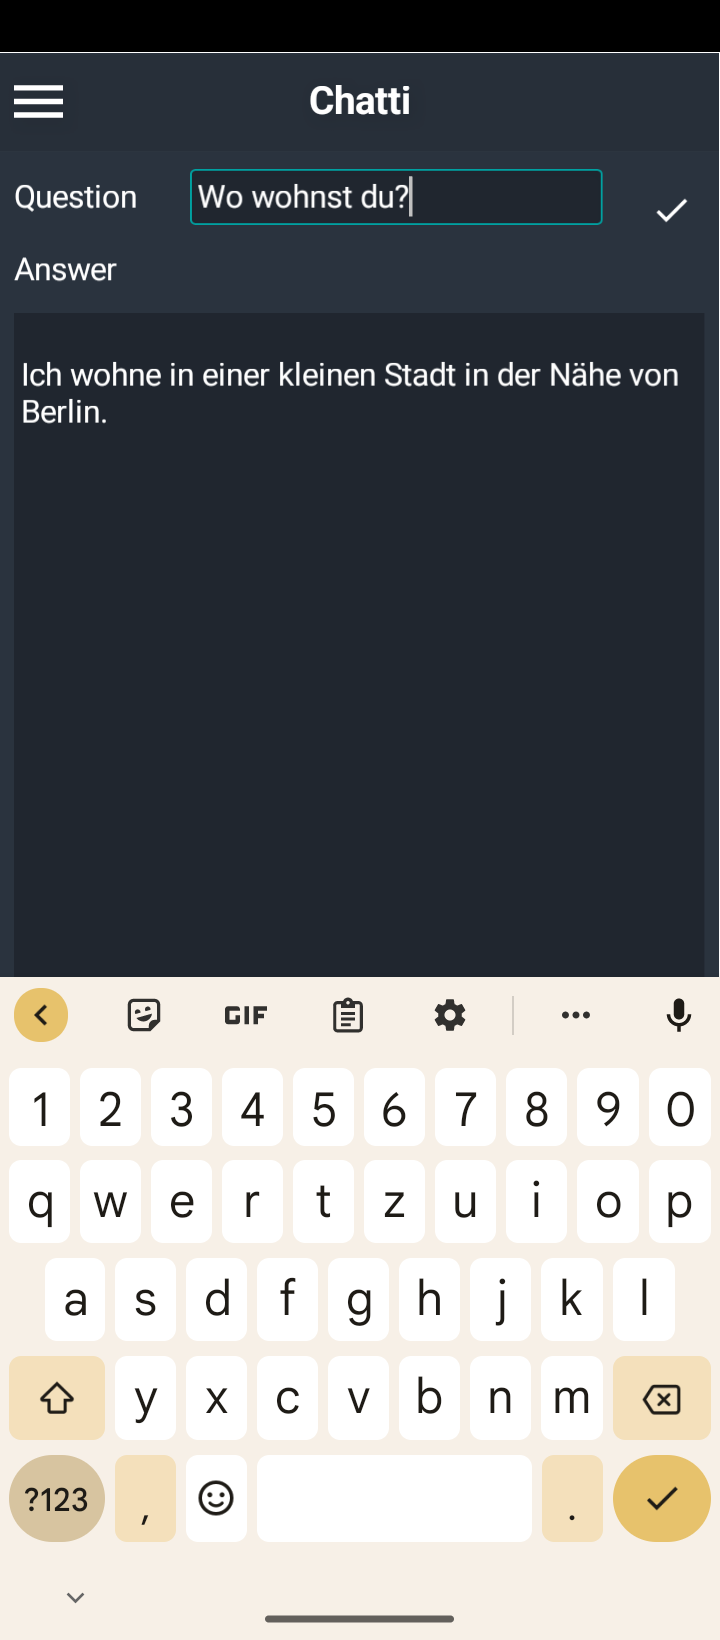 Chatti
Question
Wo wohnst du?
Answer
Ich wohne in einer kleinen Stadt in der Nähe von
Berlin.
GIF
1 2 3 4 5 6 7 8 9 0
q w e r t z u i o p
a s d f g h j k l
y x c v b n m
?123 , .